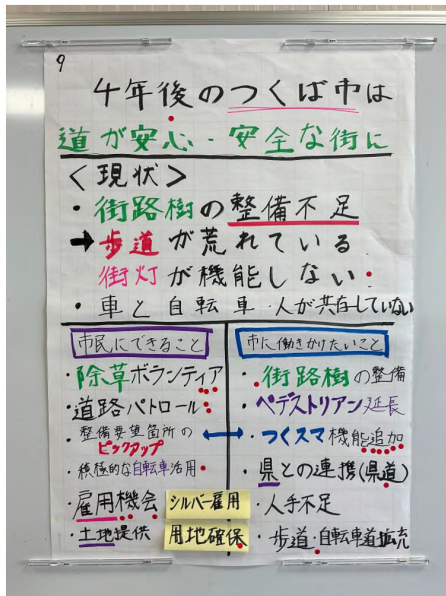 9
4年後のつくば市は
道が安心・安全な街に
<現状>
・街路樹の整備不足
→歩道が荒れている
街灯が機能しない
・車と自転車・人が共存していない
市民にできること
・除草ボランティア
・道路パトロール
・整備要望箇所の
ピックアップ
・積極的な自転車活用
・雇用機会 シルバー雇用
・土地提供 用地確保
市に働きかけたいこと
・街路樹の整備
・ペデストリアン延長
・つくスマ機能追加
・県との連携(県道)
・人手不足
・歩道・自転車道拡充